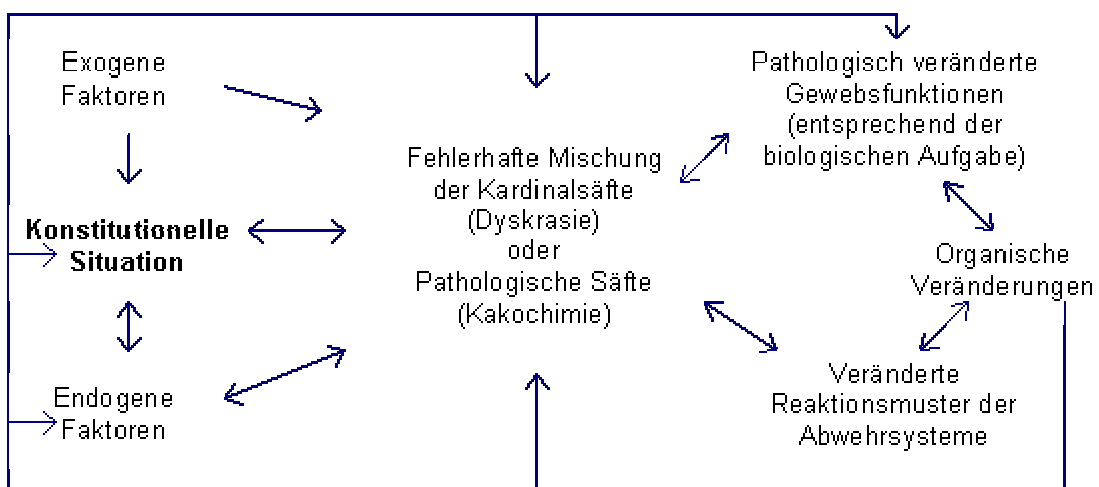 Exogene
Faktoren
Konstitutionelle
Situation
Endogene
Faktoren
Fehlerhafte Mischung
der Kardinalsäfte
(Dyskrasie)
oder
Pathologische Säfte
(Kakochimie)
Pathologisch veränderte
Gewebsfunktionen
(entsprechend der
biologischen Aufgabe)
Organische
Veränderungen
Veränderte
Reaktionsmuster der
Abwehrsysteme